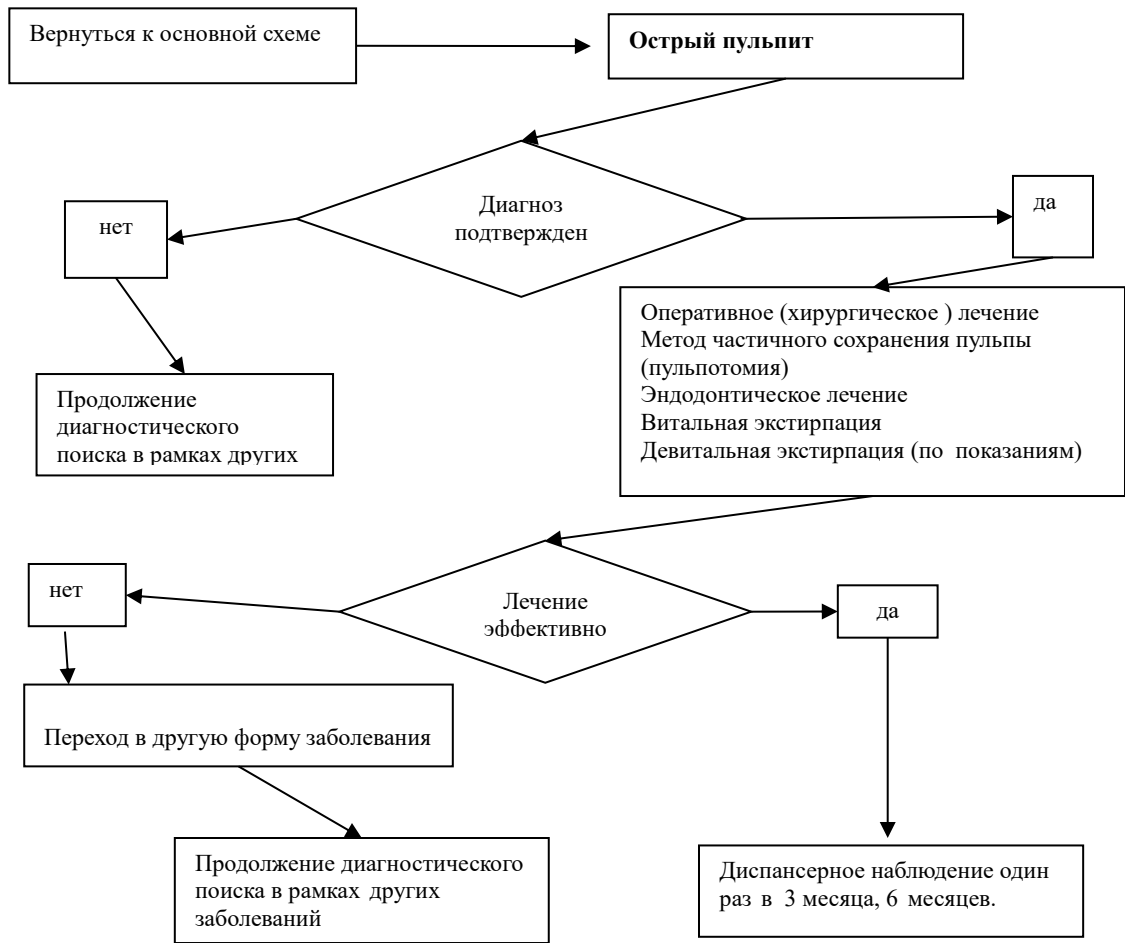 Вернуться к основной схеме
Острый пульпит
Диагноз
подтвержден
нет
да
Оперативное (хирургическое ) лечение
Метод частичного сохранения пульпы
(пульпотомия)
Эндодонтическое лечение
Витальная экстирпация
Девитальная экстирпация (по показаниям)
Продолжение
диагностического
поиска в рамках других
Лечение
эффективно
нет
да
Переход в другую форму заболевания
Продолжение диагностического
поиска в рамках других
заболеваний
Диспансерное наблюдение один
раз в 3 месяца, 6 месяцев.